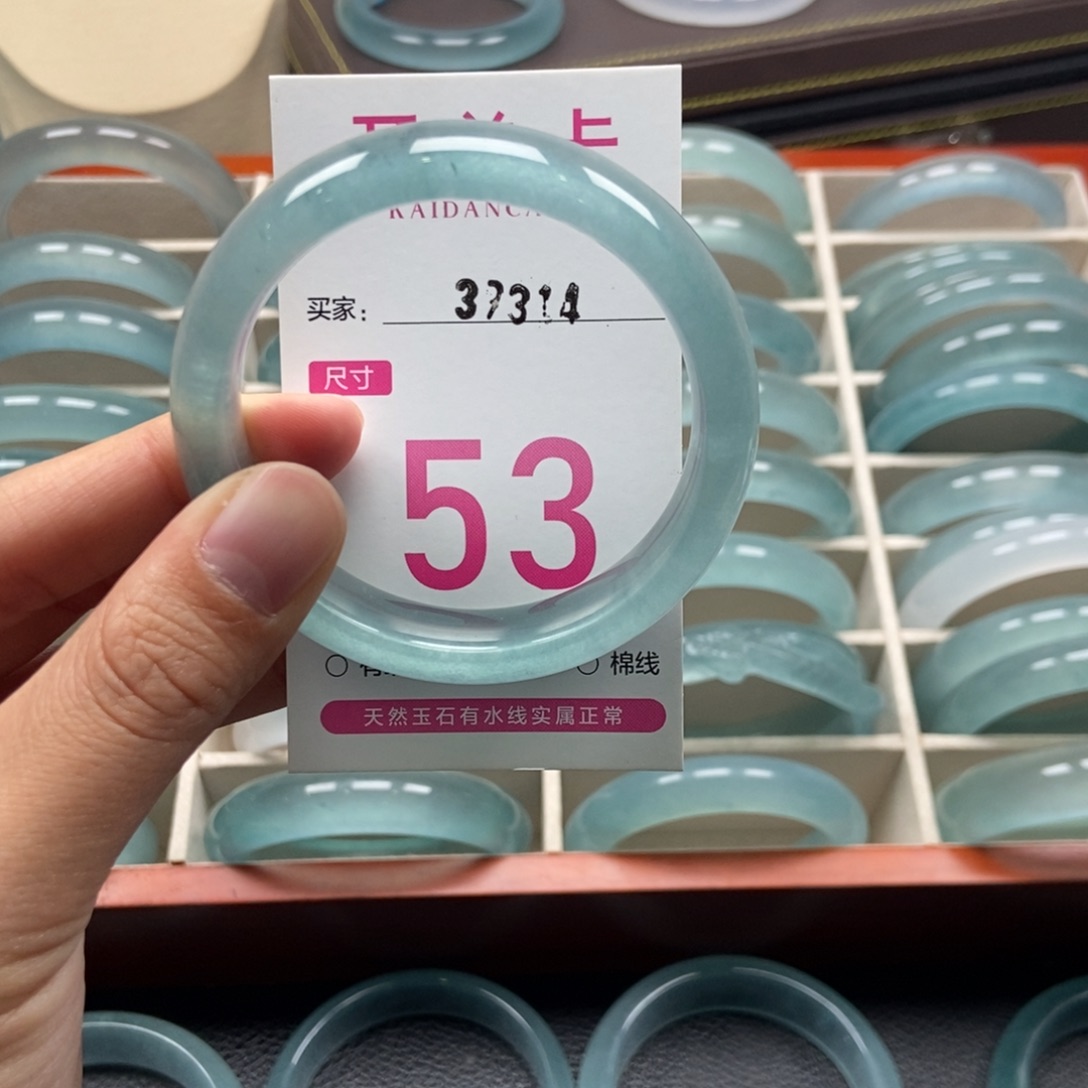 KAIDANCA
买家: 37314
尺寸
53
棉线
天然玉石有水线实属正常